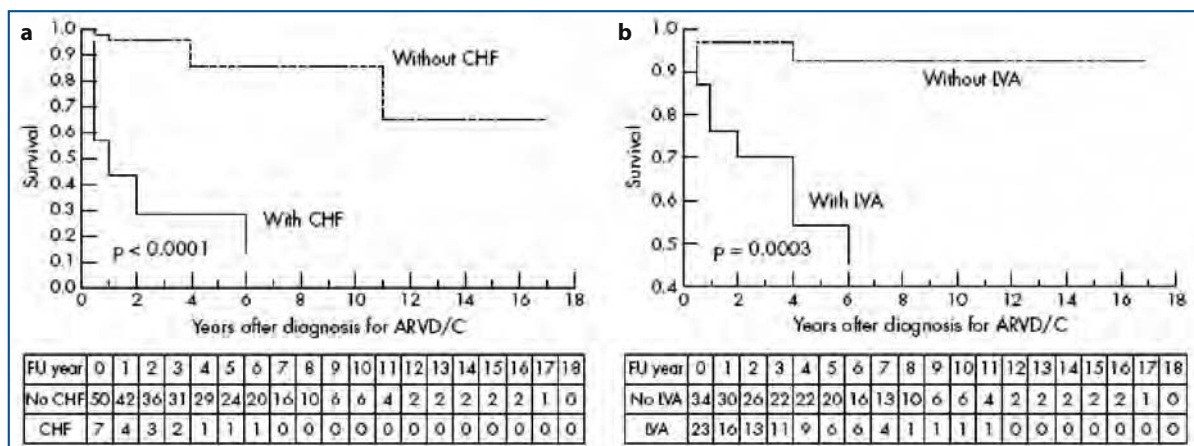 a
1.0
0.9
0.8
0.7
0.6
0.5
0.4
0.3
0.2
0.1
0.0
Survival
Without CHF
With CHF
p < 0.0001
0 2 4 6 8 10 12 14 16 18
Years after diagnosis for ARVD/C
FU year 0 1 2 3 4 5 6 7 8 9 10 11 12 13 14 15 16 17 18
No CHF 50 42 36 31 29 24 20 16 10 6 6 4 2 2 2 2 2 1 0
CHF 7 4 3 2 1 1 1 0 0 0 0 0 0 0 0 0 0 0 0
b
1.0
0.9
0.8
0.7
0.6
0.5
0.4
Survival
Without LVA
With LVA
p = 0.0003
0 2 4 6 8 10 12 14 16 18
Years after diagnosis for ARVD/C
FU year 0 1 2 3 4 5 6 7 8 9 10 11 12 13 14 15 16 17 18
No LVA 34 30 26 22 22 20 16 13 10 6 6 4 2 2 2 2 2 1 0
LVA 23 16 13 11 9 6 6 4 1 1 1 1 0 0 0 0 0 0 0